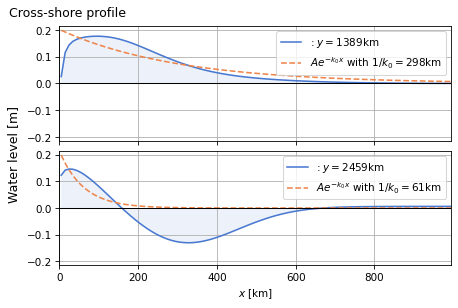 Cross-shore profile
0.2
0.1
0.0
−0.1
−0.2
: y = 1389km
Ae^{−k₀x} with 1/k₀ = 298km
Water level [m]
0.2
0.1
0.0
−0.1
−0.2
: y = 2459km
Ae^{−k₀x} with 1/k₀ = 61km
0 200 400 600 800
x [km]